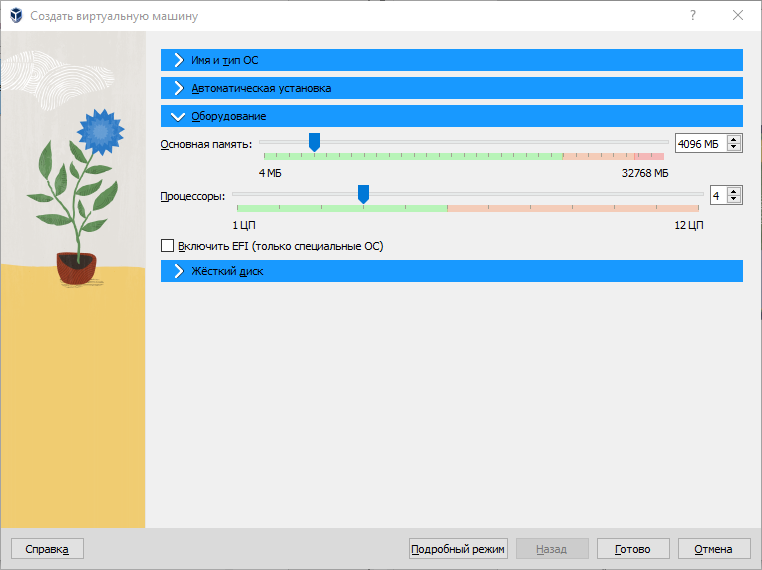 Создать виртуальную машину
Имя и тип ОС
Автоматическая установка
Оборудование
Основная память: 4096 МБ
4 МБ 32768 МБ
Процессоры: 4
1 ЦП 12 ЦП
Включить EFI (только специальные ОС)
Жёсткий диск
Справка Подробный режим Назад Готово Отмена